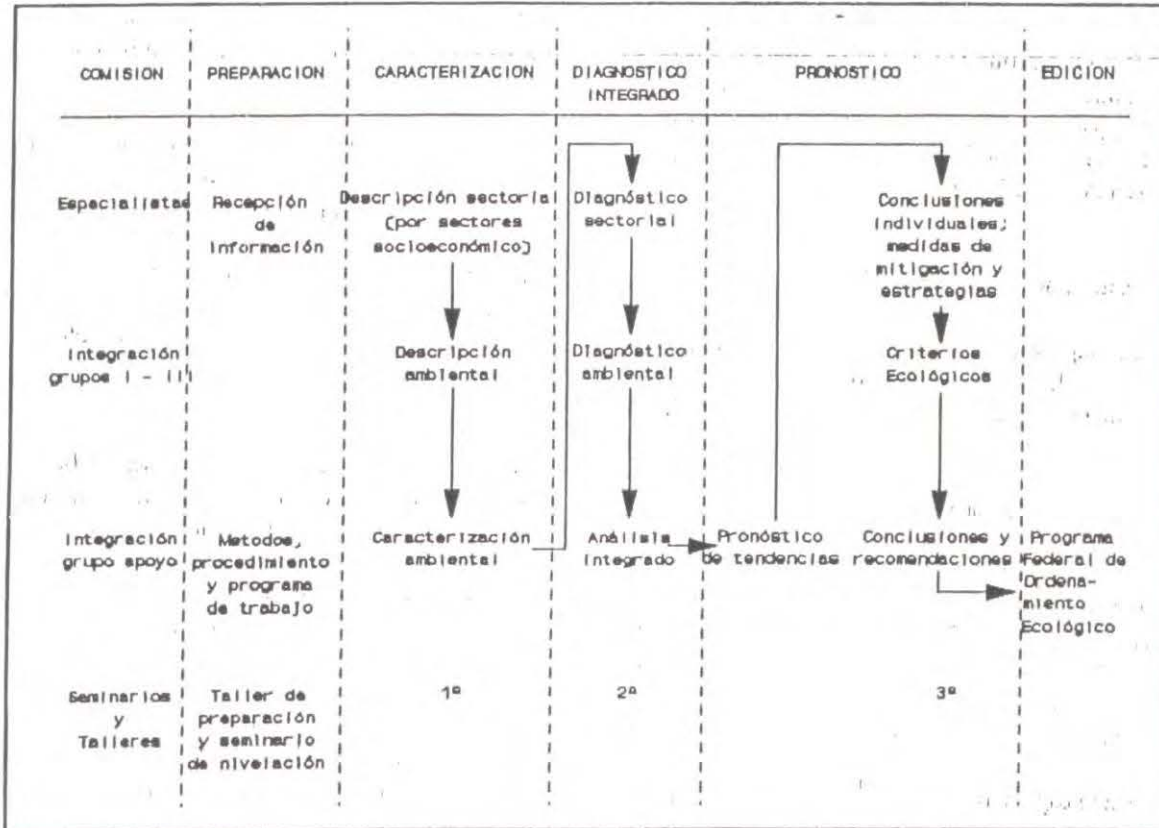 COMISION
PREPARACION
CARACTERIZACION
DIAGNOSTICO
INTEGRADO
PRONOSTICO
EDICION
Especialistas
Recepción
de
información
Descripción sectorial
(por sectores
socioeconómico)
Diagnóstico
sectorial
Conclusiones
individuales;
medidas de
mitigación y
estrategias
Integración
grupos I - III
Descripción
ambiental
Diagnóstico
ambiental
Criterios
Ecológicos
Integración
grupo apoyo
Metodos,
procedimiento
y programa
de trabajo
Caracterización
ambiental
Análisis
integrado
Pronóstico
de tendencias
Conclusiones y
recomendaciones
Programa
Federal de
Ordena-
miento
Ecológico
Seminarios
y
Talleres
Taller de
preparación
y seminario
de nivelación
1ª
2ª
3ª